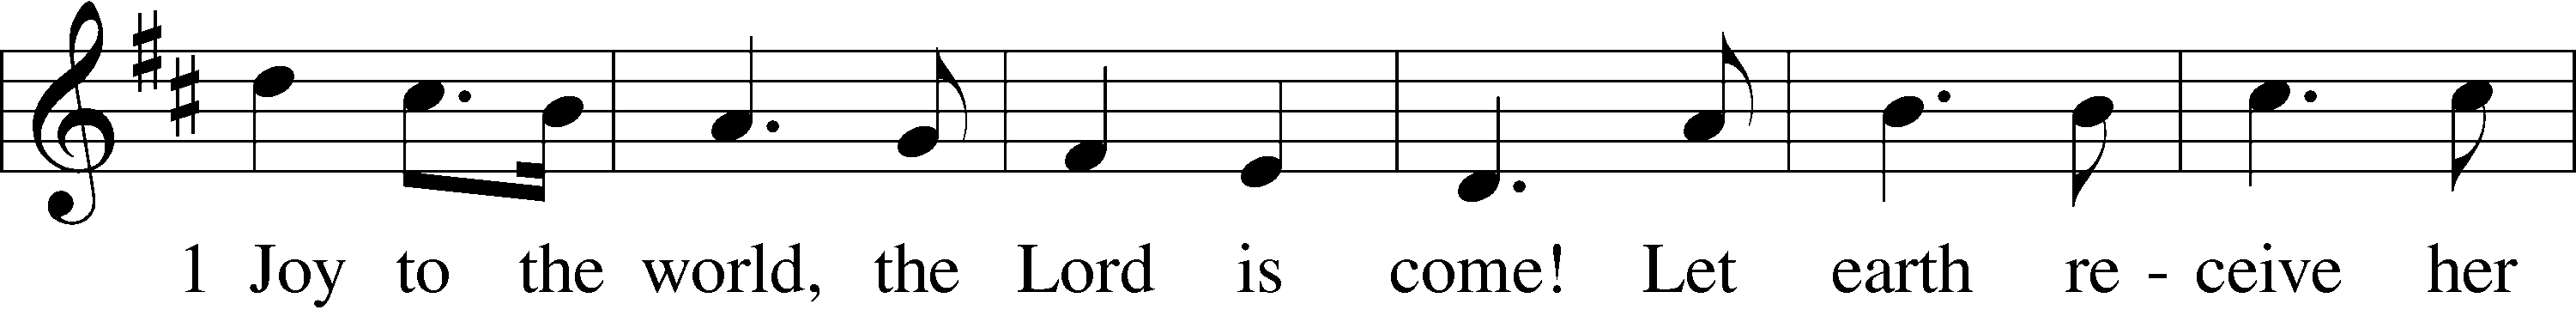 1 Joy to the world, the Lord is come! Let earth re - ceive her